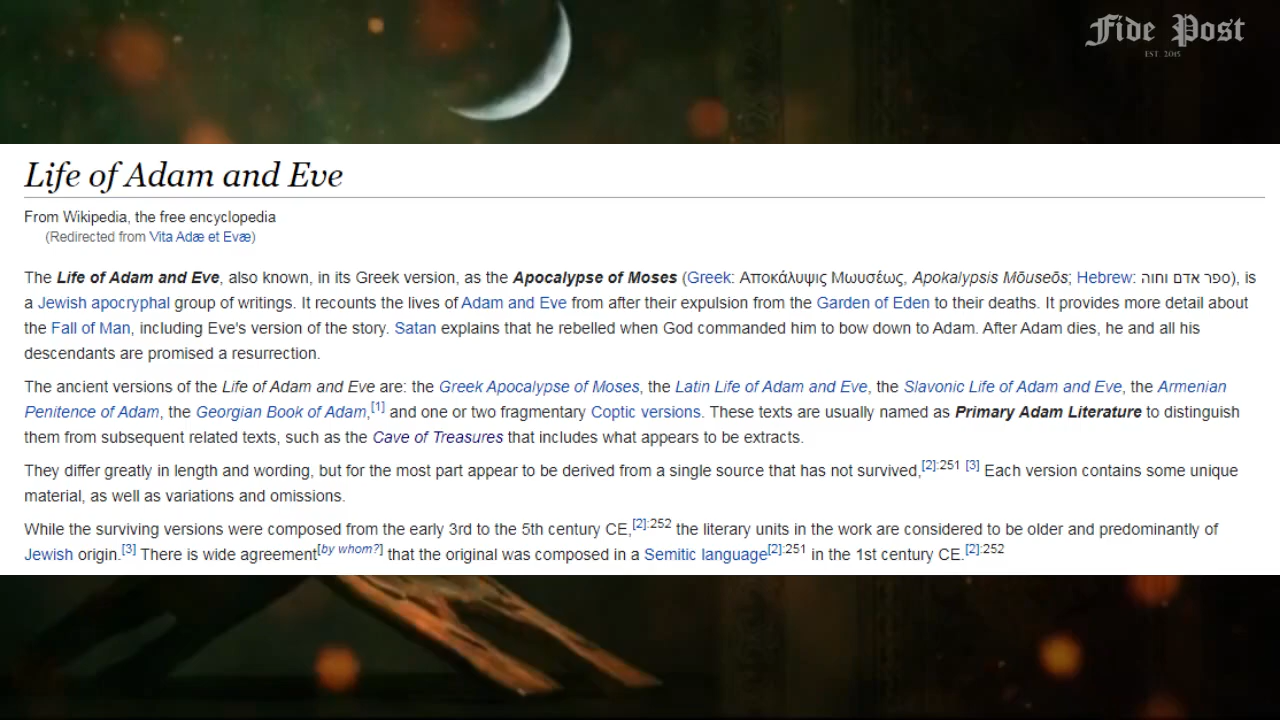 Fide Post
EST. 2015
Life of Adam and Eve
From Wikipedia, the free encyclopedia
(Redirected from Vita Adæ et Evæ)
The Life of Adam and Eve, also known, in its Greek version, as the Apocalypse of Moses (Greek: Αποκάλυψις Μωυσέως, Apokalypsis Mōuseōs; Hebrew: ספר אדם וחוה), is
a Jewish apocryphal group of writings. It recounts the lives of Adam and Eve from after their expulsion from the Garden of Eden to their deaths. It provides more detail about
the Fall of Man, including Eve's version of the story. Satan explains that he rebelled when God commanded him to bow down to Adam. After Adam dies, he and all his
descendants are promised a resurrection.
The ancient versions of the Life of Adam and Eve are: the Greek Apocalypse of Moses, the Latin Life of Adam and Eve, the Slavonic Life of Adam and Eve, the Armenian
Penitence of Adam, the Georgian Book of Adam,[1] and one or two fragmentary Coptic versions. These texts are usually named as Primary Adam Literature to distinguish
them from subsequent related texts, such as the Cave of Treasures that includes what appears to be extracts.
They differ greatly in length and wording, but for the most part appear to be derived from a single source that has not survived,[2]:251 [3] Each version contains some unique
material, as well as variations and omissions.
While the surviving versions were composed from the early 3rd to the 5th century CE,[2]:252 the literary units in the work are considered to be older and predominantly of
Jewish origin.[3] There is wide agreement[by whom?] that the original was composed in a Semitic language[2]:251 in the 1st century CE.[2]:252